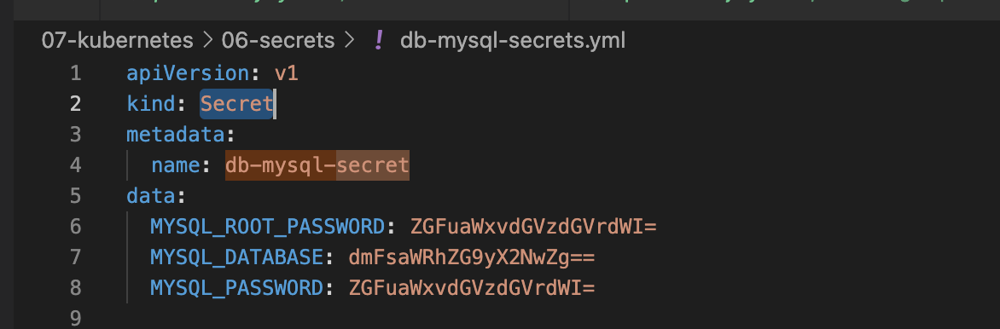 07-kubernetes > 06-secrets > ! db-mysql-secrets.yml
1 apiVersion: v1
2 kind: Secret
3 metadata:
4 name: db-mysql-secret
5 data:
6 MYSQL_ROOT_PASSWORD: ZGFuaWxvdGVzdGVrdWI=
7 MYSQL_DATABASE: dmFsaWRhZG9yX2NwZg==
8 MYSQL_PASSWORD: ZGFuaWxvdGVzdGVrdWI=
9